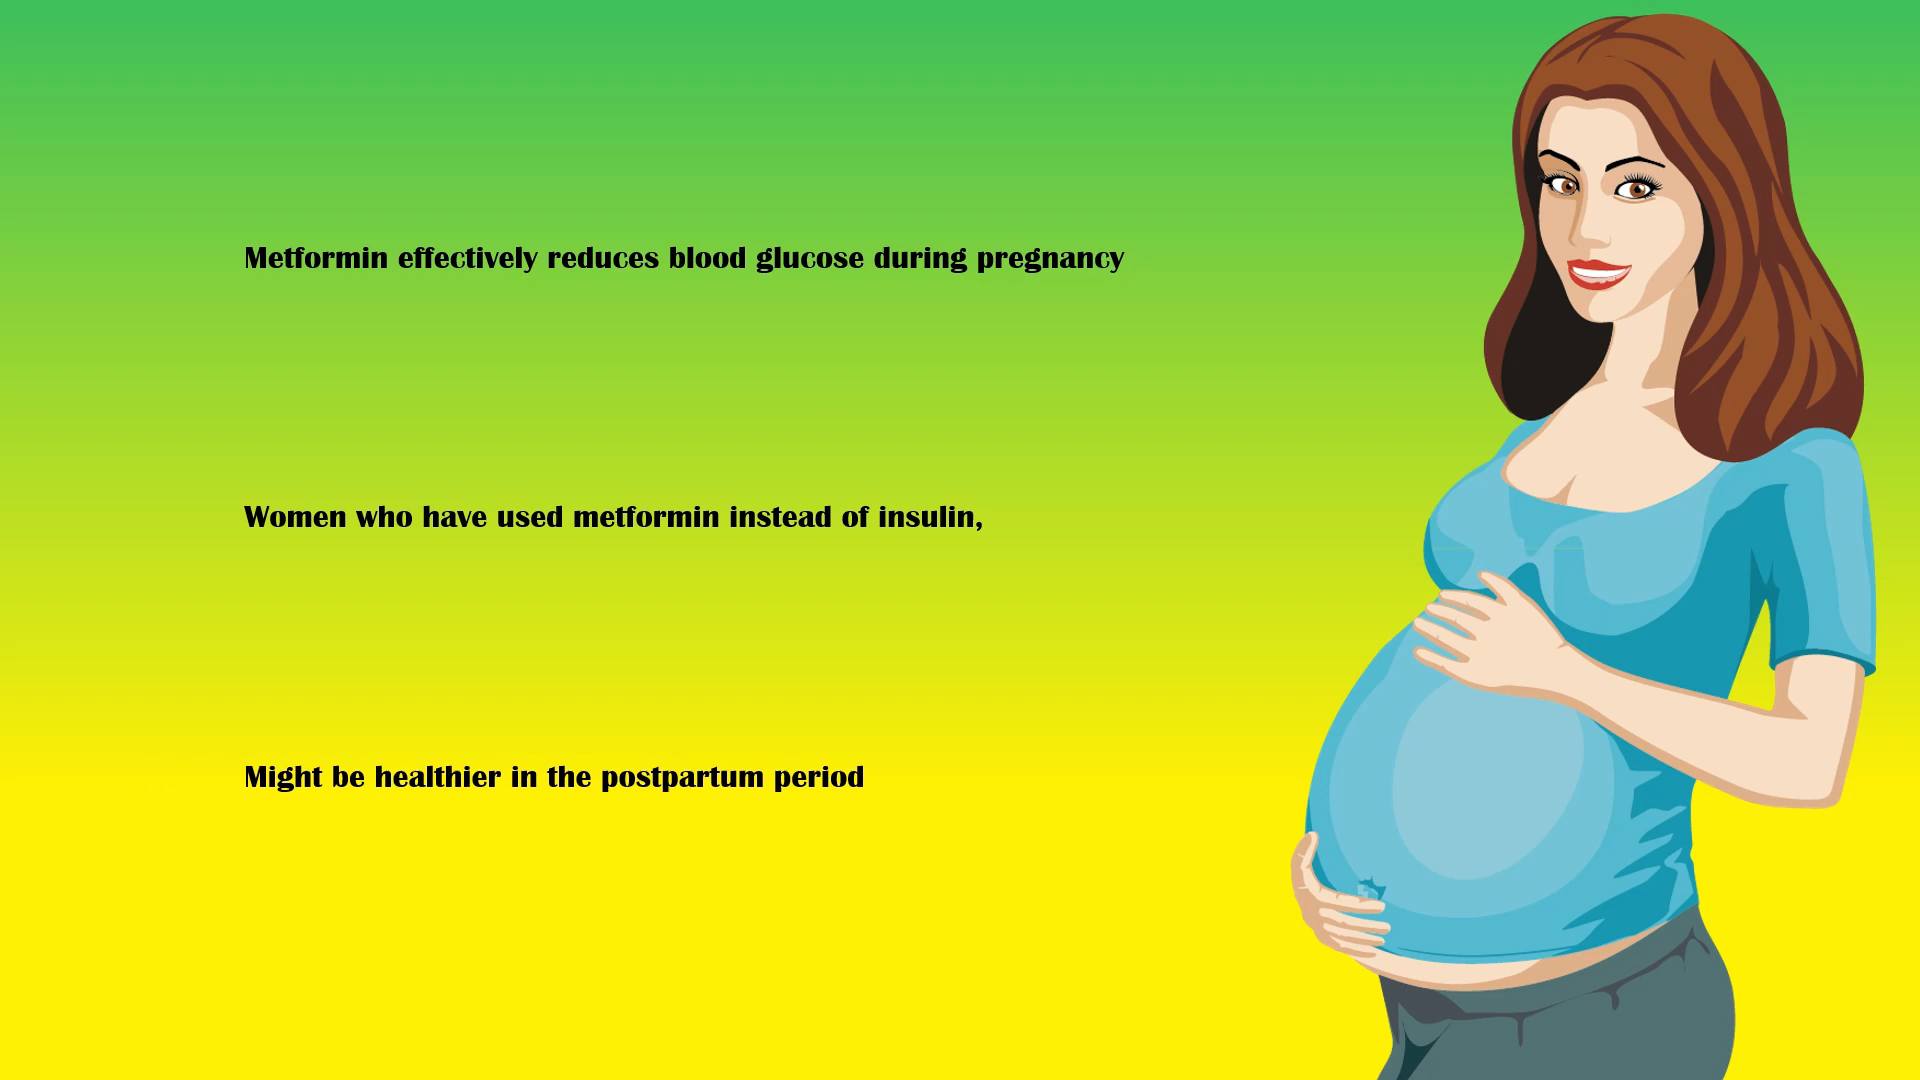 Metformin effectively reduces blood glucose during pregnancy
Women who have used metformin instead of insulin,
Might be healthier in the postpartum period